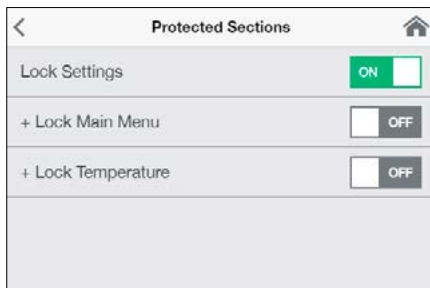 Protected Sections
Lock Settings ON
+ Lock Main Menu OFF
+ Lock Temperature OFF